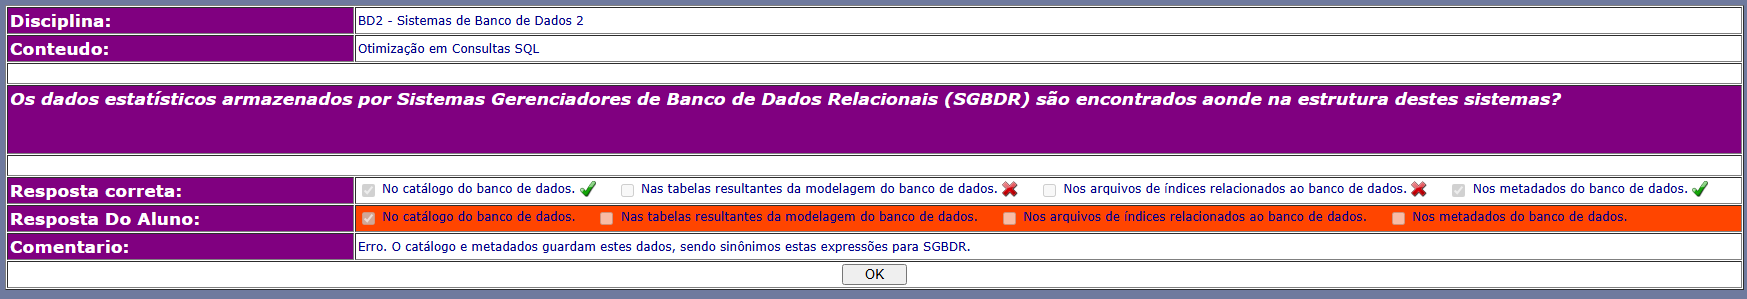 Disciplina: BD2 - Sistemas de Banco de Dados 2
Conteudo: Otimização em Consultas SQL
Os dados estatísticos armazenados por Sistemas Gerenciadores de Banco de Dados Relacionais (SGBDR) são encontrados aonde na estrutura destes sistemas?
Resposta correta: No catálogo do banco de dados. Nas tabelas resultantes da modelagem do banco de dados. Nos arquivos de índices relacionados ao banco de dados. Nos metadados do banco de dados.
Resposta Do Aluno: No catálogo do banco de dados. Nas tabelas resultantes da modelagem do banco de dados. Nos arquivos de índices relacionados ao banco de dados. Nos metadados do banco de dados.
Comentario: Erro. O catálogo e metadados guardam estes dados, sendo sinônimos estas expressões para SGBDR.
OK